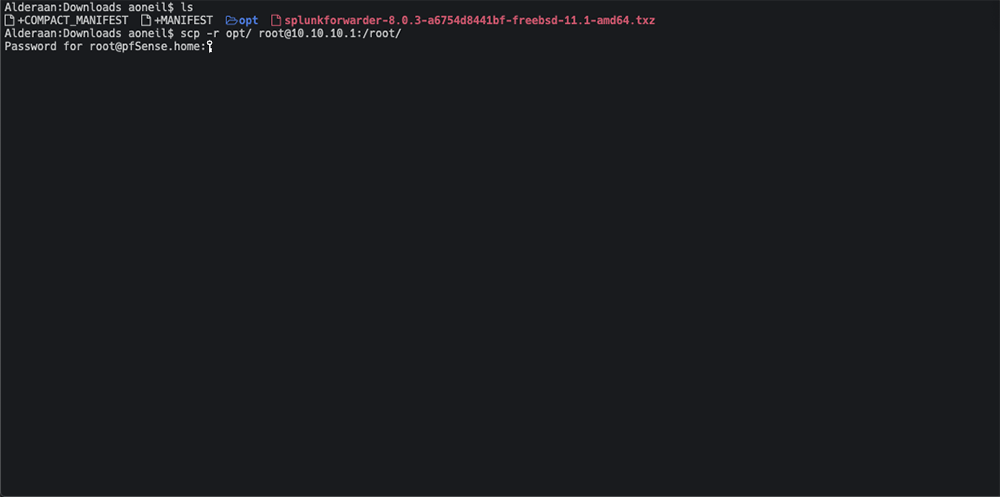 Alderaan:Downloads aoneil$ ls
+COMPACT_MANIFEST +MANIFEST opt splunkforwarder-8.0.3-a6754d8441bf-freebsd-11.1-amd64.txz
Alderaan:Downloads aoneil$ scp -r opt/ root@10.10.10.1:/root/
Password for root@pfSense.home: